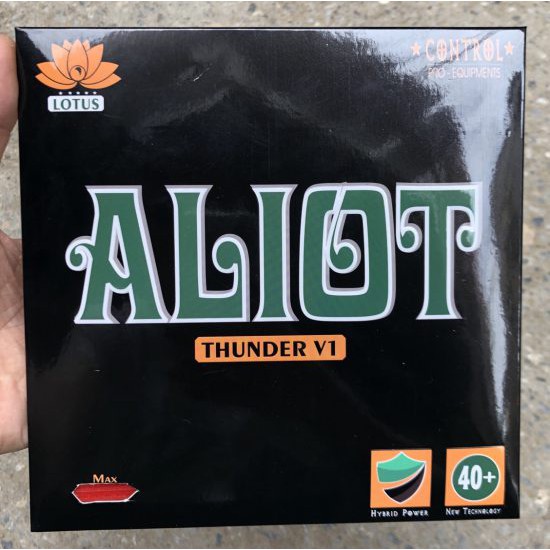 LOTUS
CONTROL
PRO - EQUIPMENTS
ALIOT
THUNDER V1
MAX
HYBRID POWER
40+
NEW TECHNOLOGY